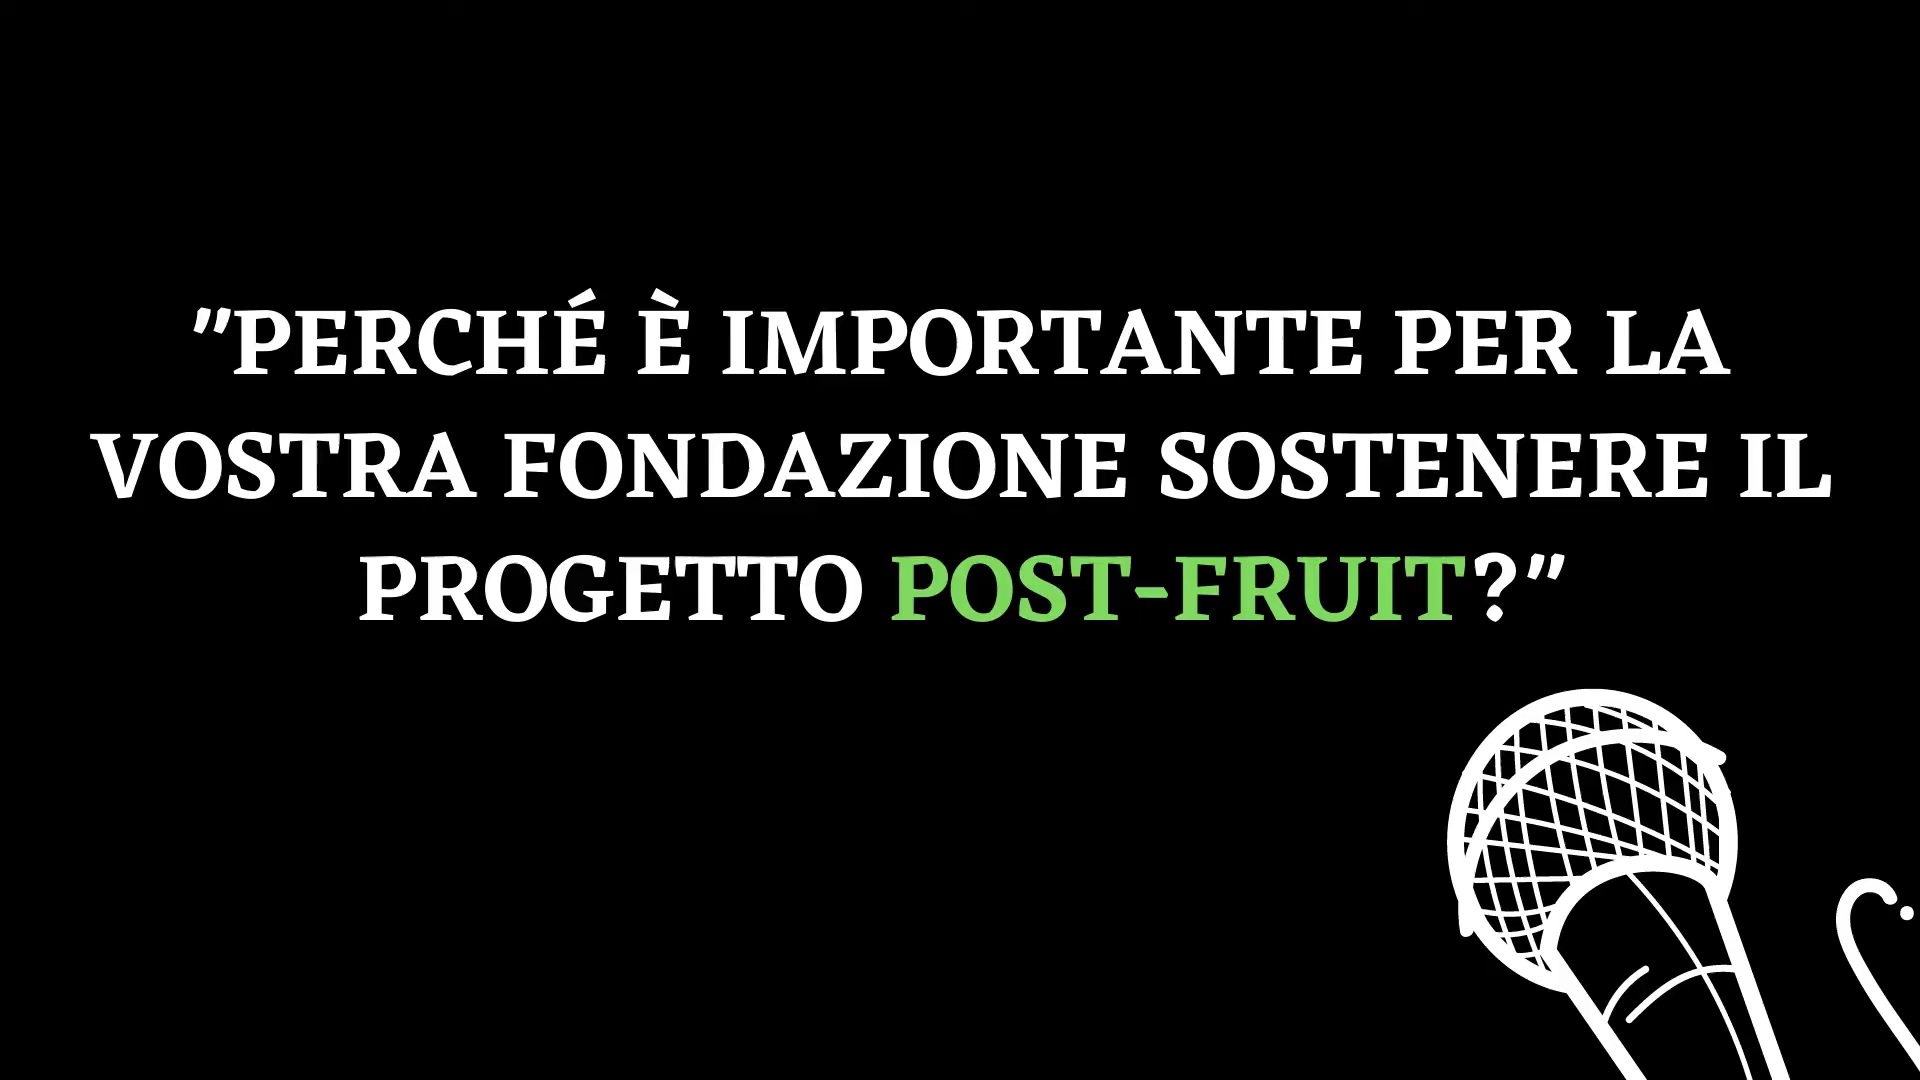 "PERCHÉ È IMPORTANTE PER LA
VOSTRA FONDAZIONE SOSTENERE IL
PROGETTO POST-FRUIT?"